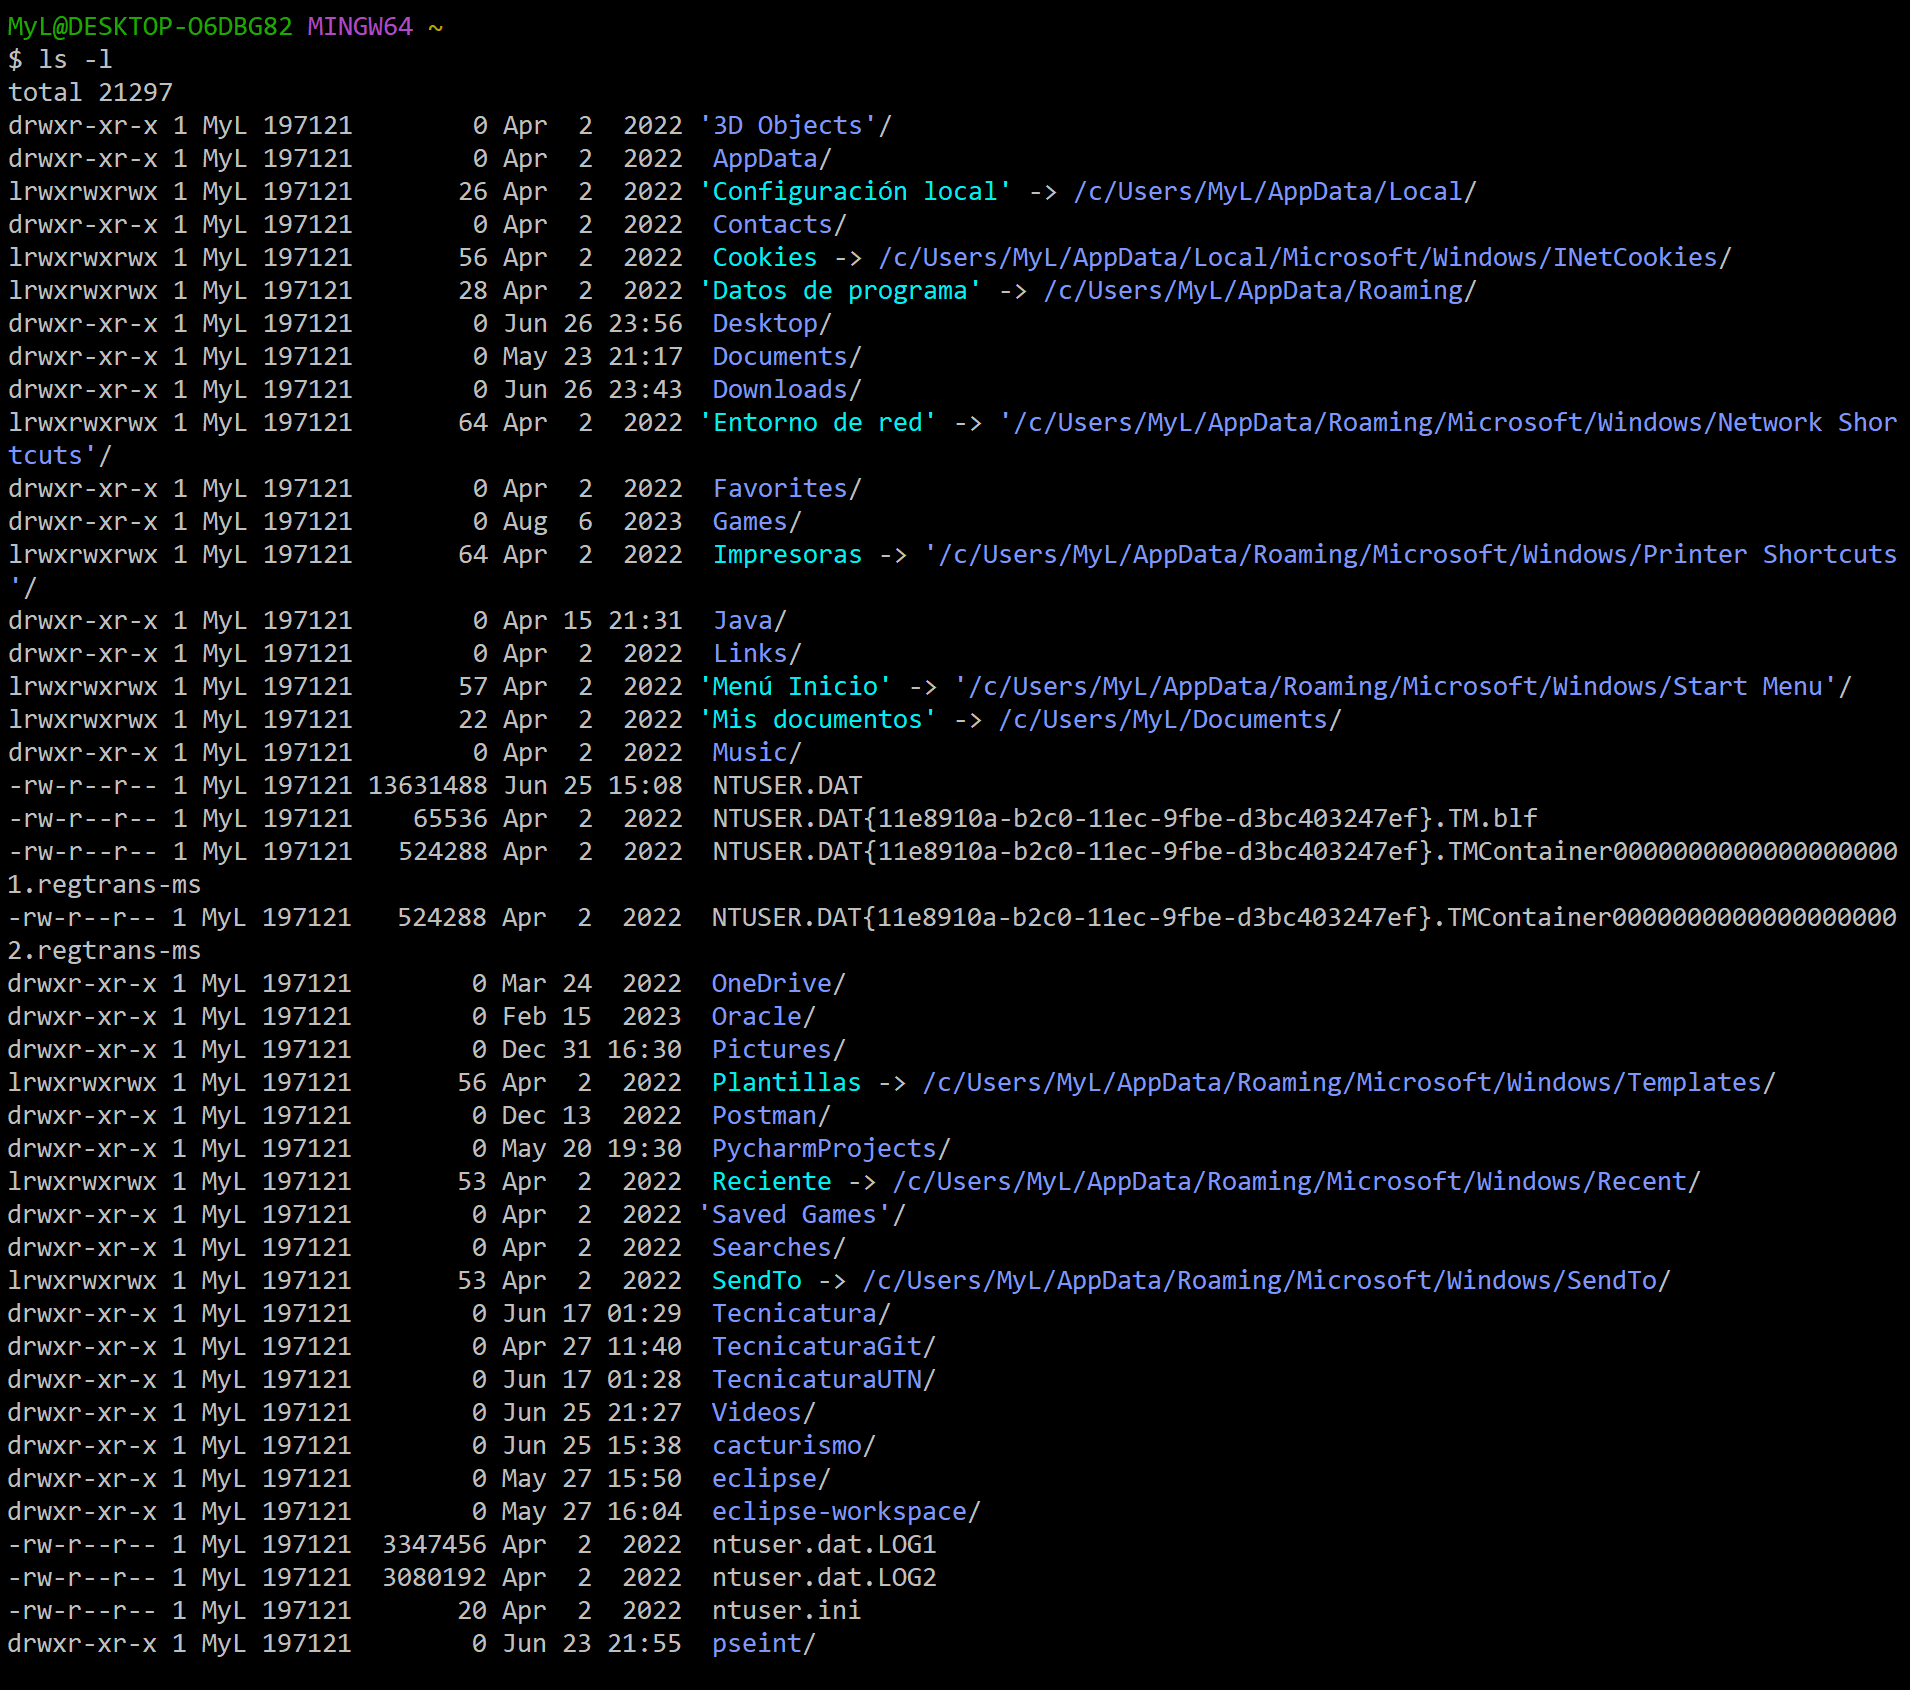 MyL@DESKTOP-O6DBG82 MINGW64 ~
$ ls -l
total 21297
drwxr-xr-x 1 MyL 197121        0 Apr  2  2022 '3D Objects'/
drwxr-xr-x 1 MyL 197121        0 Apr  2  2022  AppData/
lrwxrwxrwx 1 MyL 197121       26 Apr  2  2022 'Configuración local' -> /c/Users/MyL/AppData/Local/
drwxr-xr-x 1 MyL 197121        0 Apr  2  2022  Contacts/
lrwxrwxrwx 1 MyL 197121       56 Apr  2  2022  Cookies -> /c/Users/MyL/AppData/Local/Microsoft/Windows/INetCookies/
lrwxrwxrwx 1 MyL 197121       28 Apr  2  2022 'Datos de programa' -> /c/Users/MyL/AppData/Roaming/
drwxr-xr-x 1 MyL 197121        0 Jun 26 23:56  Desktop/
drwxr-xr-x 1 MyL 197121        0 May 23 21:17  Documents/
drwxr-xr-x 1 MyL 197121        0 Jun 26 23:43  Downloads/
lrwxrwxrwx 1 MyL 197121       64 Apr  2  2022 'Entorno de red' -> '/c/Users/MyL/AppData/Roaming/Microsoft/Windows/Network Shor
tcuts'/
drwxr-xr-x 1 MyL 197121        0 Apr  2  2022  Favorites/
drwxr-xr-x 1 MyL 197121        0 Aug  6  2023  Games/
lrwxrwxrwx 1 MyL 197121       64 Apr  2  2022  Impresoras -> '/c/Users/MyL/AppData/Roaming/Microsoft/Windows/Printer Shortcuts
'/
drwxr-xr-x 1 MyL 197121        0 Apr 15 21:31  Java/
drwxr-xr-x 1 MyL 197121        0 Apr  2  2022  Links/
lrwxrwxrwx 1 MyL 197121       57 Apr  2  2022 'Menú Inicio' -> '/c/Users/MyL/AppData/Roaming/Microsoft/Windows/Start Menu'/
lrwxrwxrwx 1 MyL 197121       22 Apr  2  2022 'Mis documentos' -> /c/Users/MyL/Documents/
drwxr-xr-x 1 MyL 197121        0 Apr  2  2022  Music/
-rw-r--r-- 1 MyL 197121 13631488 Jun 25 15:08  NTUSER.DAT
-rw-r--r-- 1 MyL 197121    65536 Apr  2  2022  NTUSER.DAT{11e8910a-b2c0-11ec-9fbe-d3bc403247ef}.TM.blf
-rw-r--r-- 1 MyL 197121   524288 Apr  2  2022  NTUSER.DAT{11e8910a-b2c0-11ec-9fbe-d3bc403247ef}.TMContainer0000000000000000000
1.regtrans-ms
-rw-r--r-- 1 MyL 197121   524288 Apr  2  2022  NTUSER.DAT{11e8910a-b2c0-11ec-9fbe-d3bc403247ef}.TMContainer0000000000000000000
2.regtrans-ms
drwxr-xr-x 1 MyL 197121        0 Mar 24  2022  OneDrive/
drwxr-xr-x 1 MyL 197121        0 Feb 15  2023  Oracle/
drwxr-xr-x 1 MyL 197121        0 Dec 31 16:30  Pictures/
lrwxrwxrwx 1 MyL 197121       56 Apr  2  2022  Plantillas -> /c/Users/MyL/AppData/Roaming/Microsoft/Windows/Templates/
drwxr-xr-x 1 MyL 197121        0 Dec 13  2022  Postman/
drwxr-xr-x 1 MyL 197121        0 May 20 19:30  PycharmProjects/
lrwxrwxrwx 1 MyL 197121       53 Apr  2  2022  Reciente -> /c/Users/MyL/AppData/Roaming/Microsoft/Windows/Recent/
drwxr-xr-x 1 MyL 197121        0 Apr  2  2022 'Saved Games'/
drwxr-xr-x 1 MyL 197121        0 Apr  2  2022  Searches/
lrwxrwxrwx 1 MyL 197121       53 Apr  2  2022  SendTo -> /c/Users/MyL/AppData/Roaming/Microsoft/Windows/SendTo/
drwxr-xr-x 1 MyL 197121        0 Jun 17 01:29  Tecnicatura/
drwxr-xr-x 1 MyL 197121        0 Apr 27 11:40  TecnicaturaGit/
drwxr-xr-x 1 MyL 197121        0 Jun 17 01:28  TecnicaturaUTN/
drwxr-xr-x 1 MyL 197121        0 Jun 25 21:27  Videos/
drwxr-xr-x 1 MyL 197121        0 Jun 25 15:38  cacturismo/
drwxr-xr-x 1 MyL 197121        0 May 27 15:50  eclipse/
drwxr-xr-x 1 MyL 197121        0 May 27 16:04  eclipse-workspace/
-rw-r--r-- 1 MyL 197121  3347456 Apr  2  2022  ntuser.dat.LOG1
-rw-r--r-- 1 MyL 197121  3080192 Apr  2  2022  ntuser.dat.LOG2
-rw-r--r-- 1 MyL 197121       20 Apr  2  2022  ntuser.ini
drwxr-xr-x 1 MyL 197121        0 Jun 23 21:55  pseint/